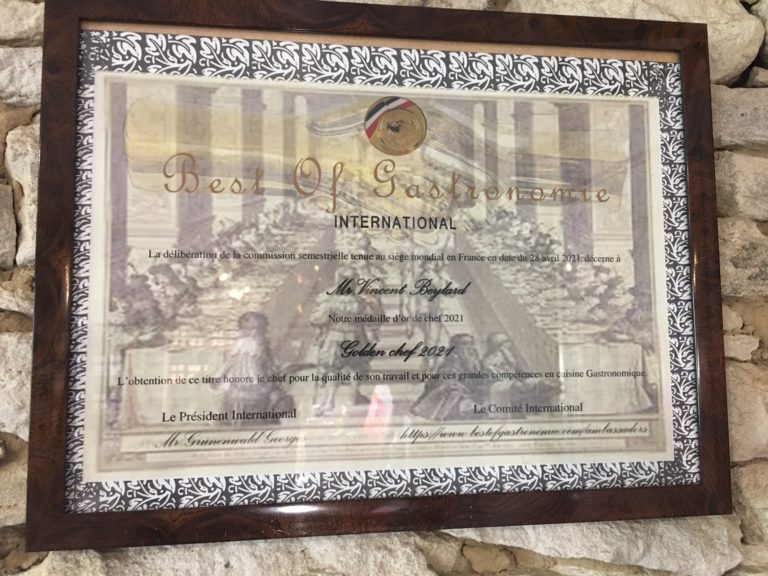 Best Of Gastronomie
INTERNATIONAL
La délibération de la commission semestrielle tenue au siège mondial en France en date du 28 avril 2021, décerne à
Mr Vincent Beylard
Notre médaille d'or de chef 2021
Golden chef 2021
L'obtention de ce titre honore le chef pour la qualité de son travail et pour ces grandes compétences en cuisine Gastronomique.
Le Président International
Le Comité International
Mr Grunenwald Georges
https://www.bestofgastronomie.com/ambassadors